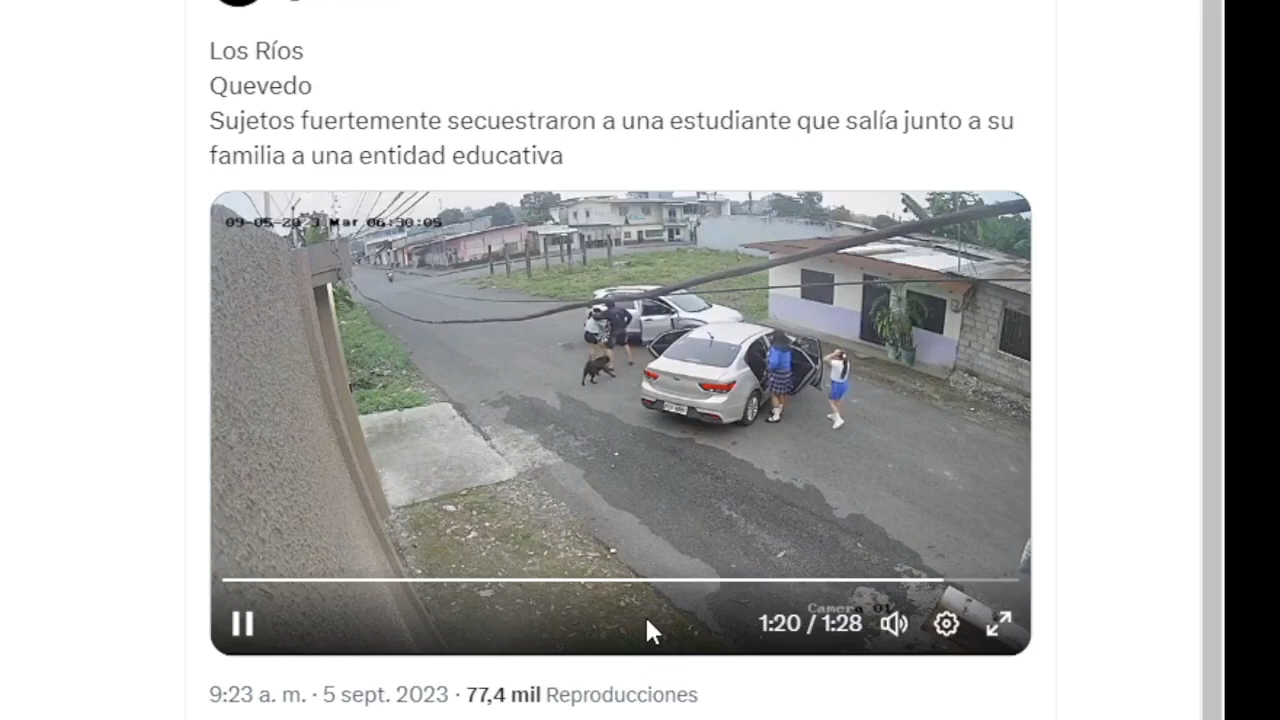 Los Ríos
Quevedo
Sujetos fuertemente secuestraron a una estudiante que salía junto a su
familia a una entidad educativa
09-05-2023 Mar 06:30:05
Camera 01
1:20 / 1:28
9:23 a. m. · 5 sept. 2023 · 77,4 mil Reproducciones